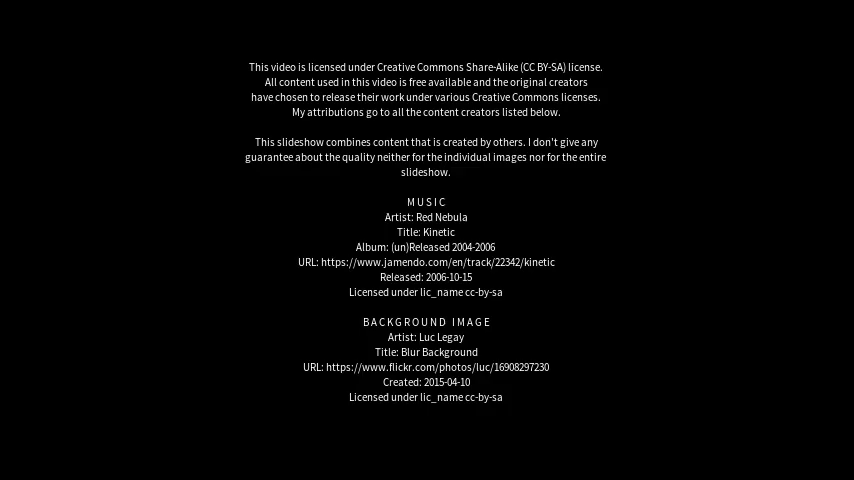 This video is licensed under Creative Commons Share-Alike (CC BY-SA) license.
All content used in this video is free available and the original creators
have chosen to release their work under various Creative Commons licenses.
My attributions go to all the content creators listed below.
This slideshow combines content that is created by others. I don't give any
guarantee about the quality neither for the individual images nor for the entire
slideshow.
M U S I C
Artist: Red Nebula
Title: Kinetic
Album: (un)Released 2004-2006
URL: https://www.jamendo.com/en/track/22342/kinetic
Released: 2006-10-15
Licensed under lic_name cc-by-sa
B A C K G R O U N D   I M A G E
Artist: Luc Legay
Title: Blur Background
URL: https://www.flickr.com/photos/luc/16908297230
Created: 2015-04-10
Licensed under lic_name cc-by-sa